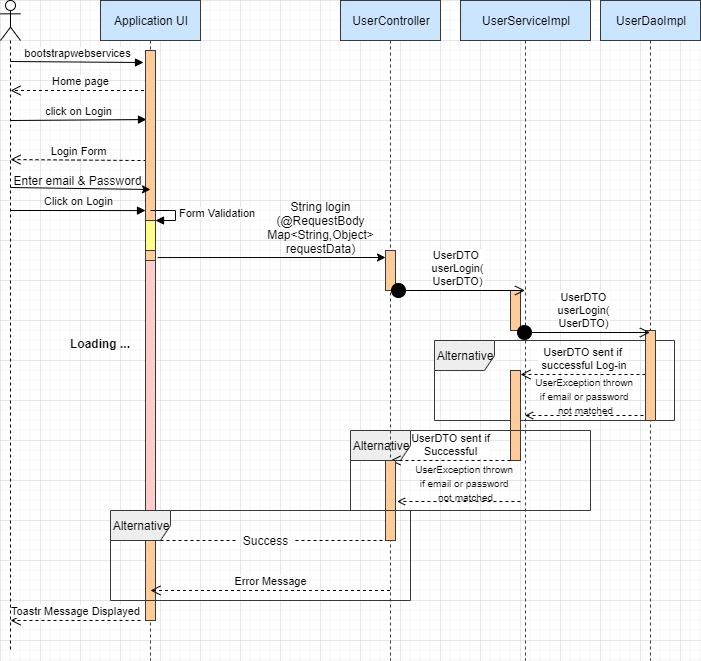 Application UI
UserController
UserServiceImpl
UserDaoImpl
bootstrapwebservices
Home page
click on Login
Login Form
Enter email & Password
Click on Login
Form Validation
String login
(@RequestBody
Map<String,Object>
requestData)
UserDTO
userLogin(
UserDTO)
UserDTO
userLogin(
UserDTO)
Loading ...
Alternative
UserDTO sent if
successful Log-in
UserException thrown
if email or password
not matched
Alternative
UserDTO sent if
Successful
UserException thrown
if email or password
not matched
Alternative
Success
Error Message
Toastr Message Displayed